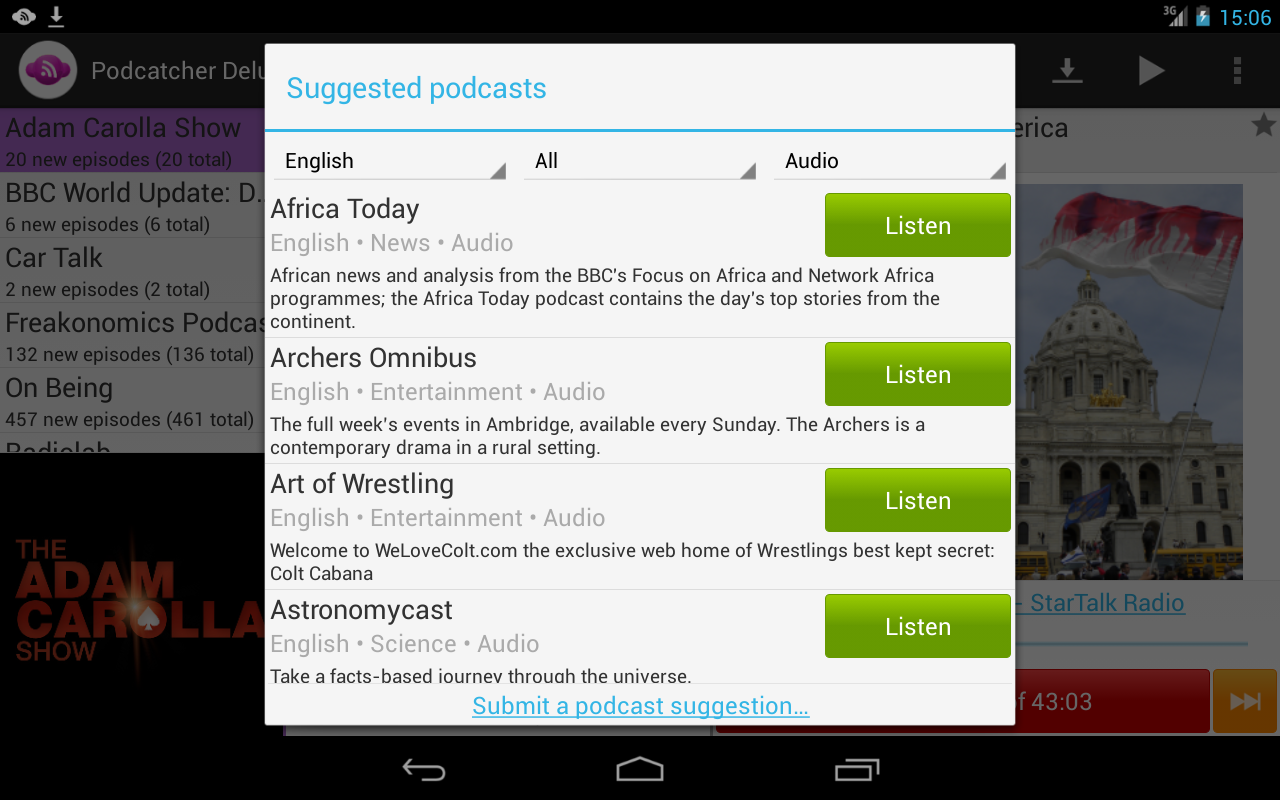 3G
15:06
Podcatcher Delu
Suggested podcasts
English
All
Audio
Africa Today
English • News • Audio
Listen
African news and analysis from the BBC's Focus on Africa and Network Africa
programmes; the Africa Today podcast contains the day's top stories from the
continent.
Archers Omnibus
English • Entertainment • Audio
Listen
The full week's events in Ambridge, available every Sunday. The Archers is a
contemporary drama in a rural setting.
Art of Wrestling
English • Entertainment • Audio
Listen
Welcome to WeLoveColt.com the exclusive web home of Wrestlings best kept secret:
Colt Cabana
Astronomycast
English • Science • Audio
Listen
Take a facts-based journey through the universe.
Submit a podcast suggestion...
Adam Carolla Show
20 new episodes (20 total)
BBC World Update: D...
6 new episodes (6 total)
Car Talk
2 new episodes (2 total)
Freakonomics Podcas
132 new episodes (136 total)
On Being
457 new episodes (461 total)
Radiolab
THE
ADAM
CAROLLA
SHOW
erica
- StarTalk Radio
of 43:03